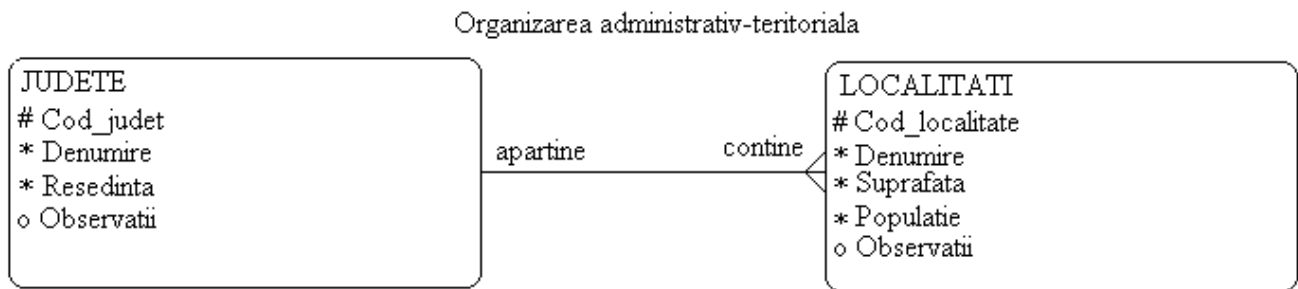 Organizarea administrativ-teritoriala
JUDETE
# Cod_judet
* Denumire
* Resedinta
o Observatii
apartine
contine
LOCALITATI
# Cod_localitate
* Denumire
* Suprafata
* Populatie
o Observatii